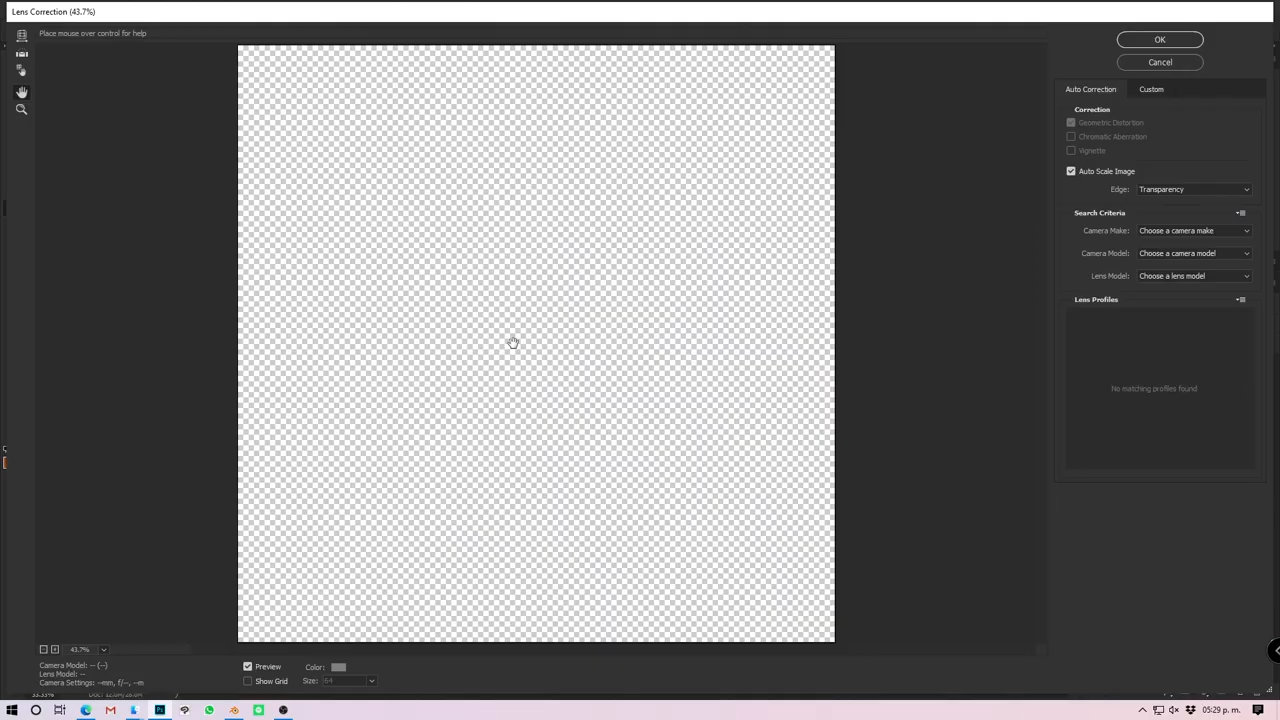 Lens Correction (43.7%)
Place mouse over control for help
OK
Cancel
Auto Correction
Custom
Correction
Geometric Distortion
Chromatic Aberration
Vignette
Auto Scale Image
Edge: Transparency
Search Criteria
Camera Make: Choose a camera make
Camera Model: Choose a camera model
Lens Model: Choose a lens model
Lens Profiles
No matching profiles found
43.7%
Camera Model: -- (--)
Lens Model: --
Camera Settings: --mm, f/--, --m
Preview
Color:
Show Grid
Size: 64
05:29 p. m.